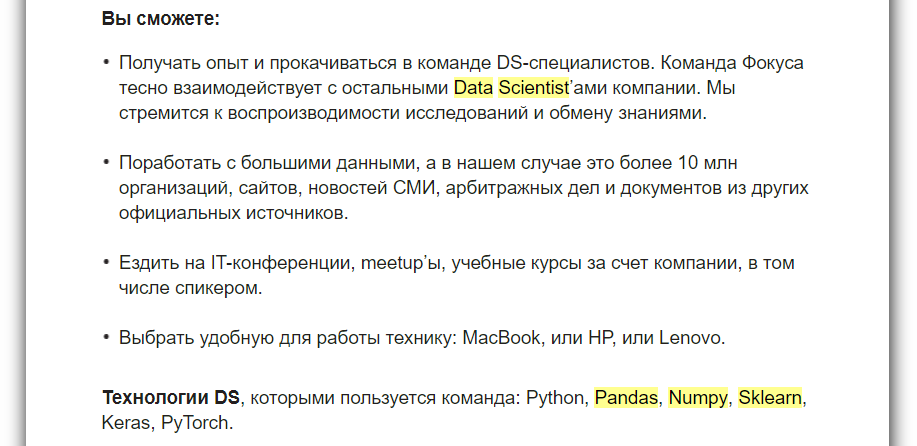 Вы сможете:
• Получать опыт и прокачиваться в команде DS-специалистов. Команда Фокуса
тесно взаимодействует с остальными Data Scientist’ами компании. Мы
стремится к воспроизводимости исследований и обмену знаниями.
• Поработать с большими данными, а в нашем случае это более 10 млн
организаций, сайтов, новостей СМИ, арбитражных дел и документов из других
официальных источников.
• Ездить на IT-конференции, meetup’ы, учебные курсы за счет компании, в том
числе спикером.
• Выбрать удобную для работы технику: MacBook, или HP, или Lenovo.
Технологии DS, которыми пользуется команда: Python, Pandas, Numpy, Sklearn,
Keras, PyTorch.